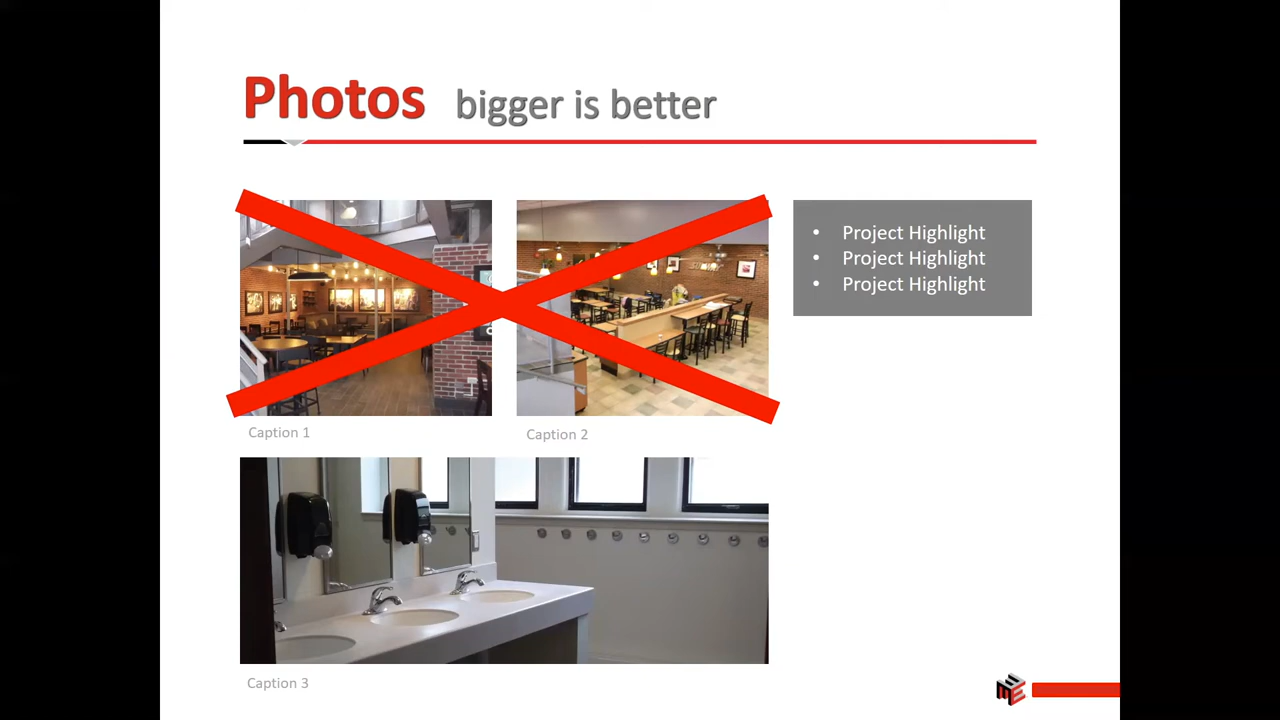 Photos bigger is better
• Project Highlight
• Project Highlight
• Project Highlight
Caption 1
Caption 2
Caption 3